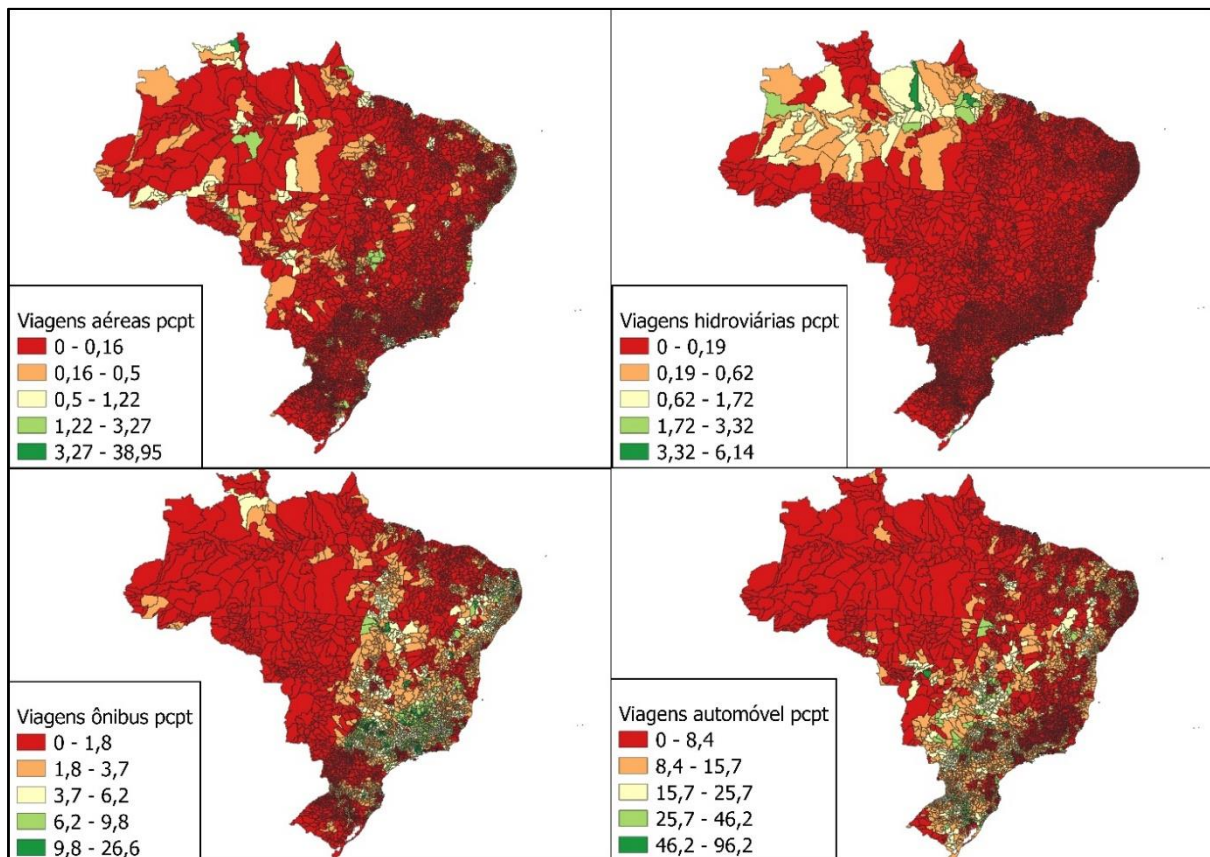 Viagens aéreas pcpt
0 - 0,16
0,16 - 0,5
0,5 - 1,22
1,22 - 3,27
3,27 - 38,95
Viagens hidroviárias pcpt
0 - 0,19
0,19 - 0,62
0,62 - 1,72
1,72 - 3,32
3,32 - 6,14
Viagens ônibus pcpt
0 - 1,8
1,8 - 3,7
3,7 - 6,2
6,2 - 9,8
9,8 - 26,6
Viagens automóvel pcpt
0 - 8,4
8,4 - 15,7
15,7 - 25,7
25,7 - 46,2
46,2 - 96,2